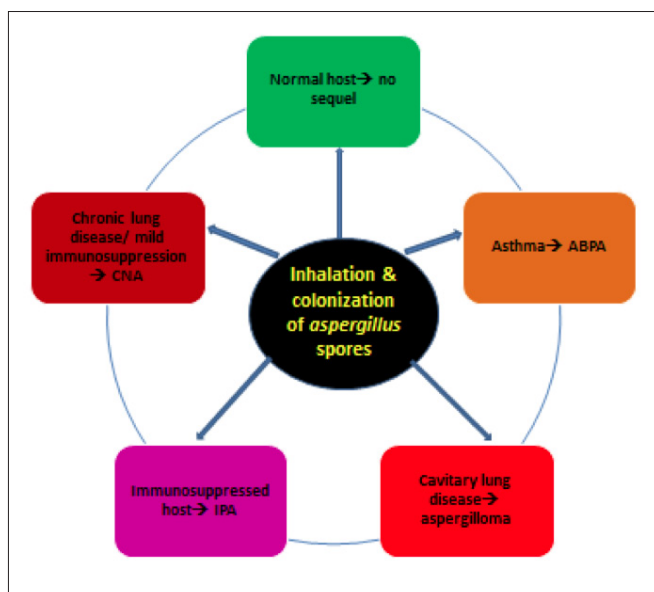 Normal host→ no
sequel
Asthma→ ABPA
Cavitary lung
disease→
aspergilloma
Immunosuppressed
host→ IPA
Chronic lung
disease/ mild
immunosuppression
→ CNA
Inhalation &
colonization
of aspergillus
spores